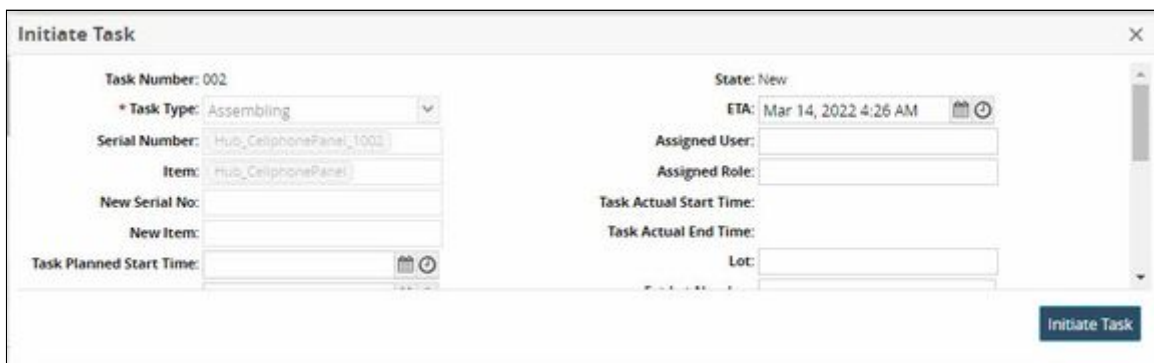 Initiate Task
Task Number: 002
State: New
* Task Type: Assembling
ETA: Mar 14, 2022 4:26 AM
Serial Number: Hub_CellphonePanel_1002
Assigned User:
Item: Hub_CellphonePanel
Assigned Role:
New Serial No:
Task Actual Start Time:
New Item:
Task Actual End Time:
Task Planned Start Time:
Lot:
Initiate Task